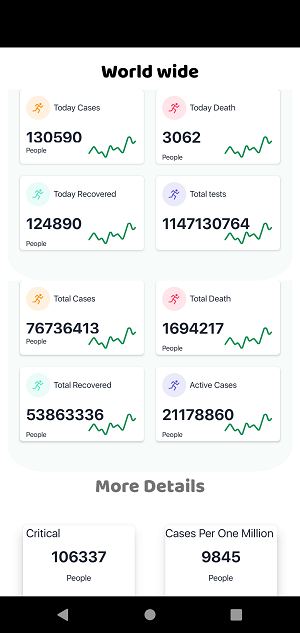 World wide
Today Cases
130590
People
Today Death
3062
People
Today Recovered
124890
People
Total tests
1147130764
People
Total Cases
76736413
People
Total Death
1694217
People
Total Recovered
53863336
People
Active Cases
21178860
People
More Details
Critical
106337
People
Cases Per One Million
9845
People